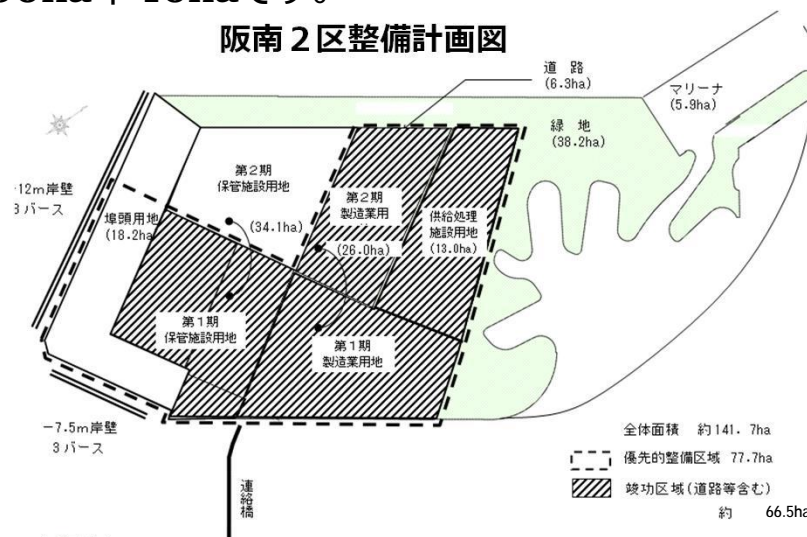 阪南２区整備計画図
道 路
(6.3ha)
マリーナ
(5.9ha)
緑 地
(38.2ha)
第２期
保管施設用地
第２期
製造業用
供給処理
施設用地
(13.0ha)
-12m岸壁
3バース
埠頭用地
(18.2ha
(34.1ha)
(26.0ha)
第１期
保管施設用地
第１期
製造業用地
－7.5m岸壁
3バース
連絡橋
全体面積 約141．7ha
優先的整備区域 77.7ha
竣功区域(道路等含む)
約 66.5ha